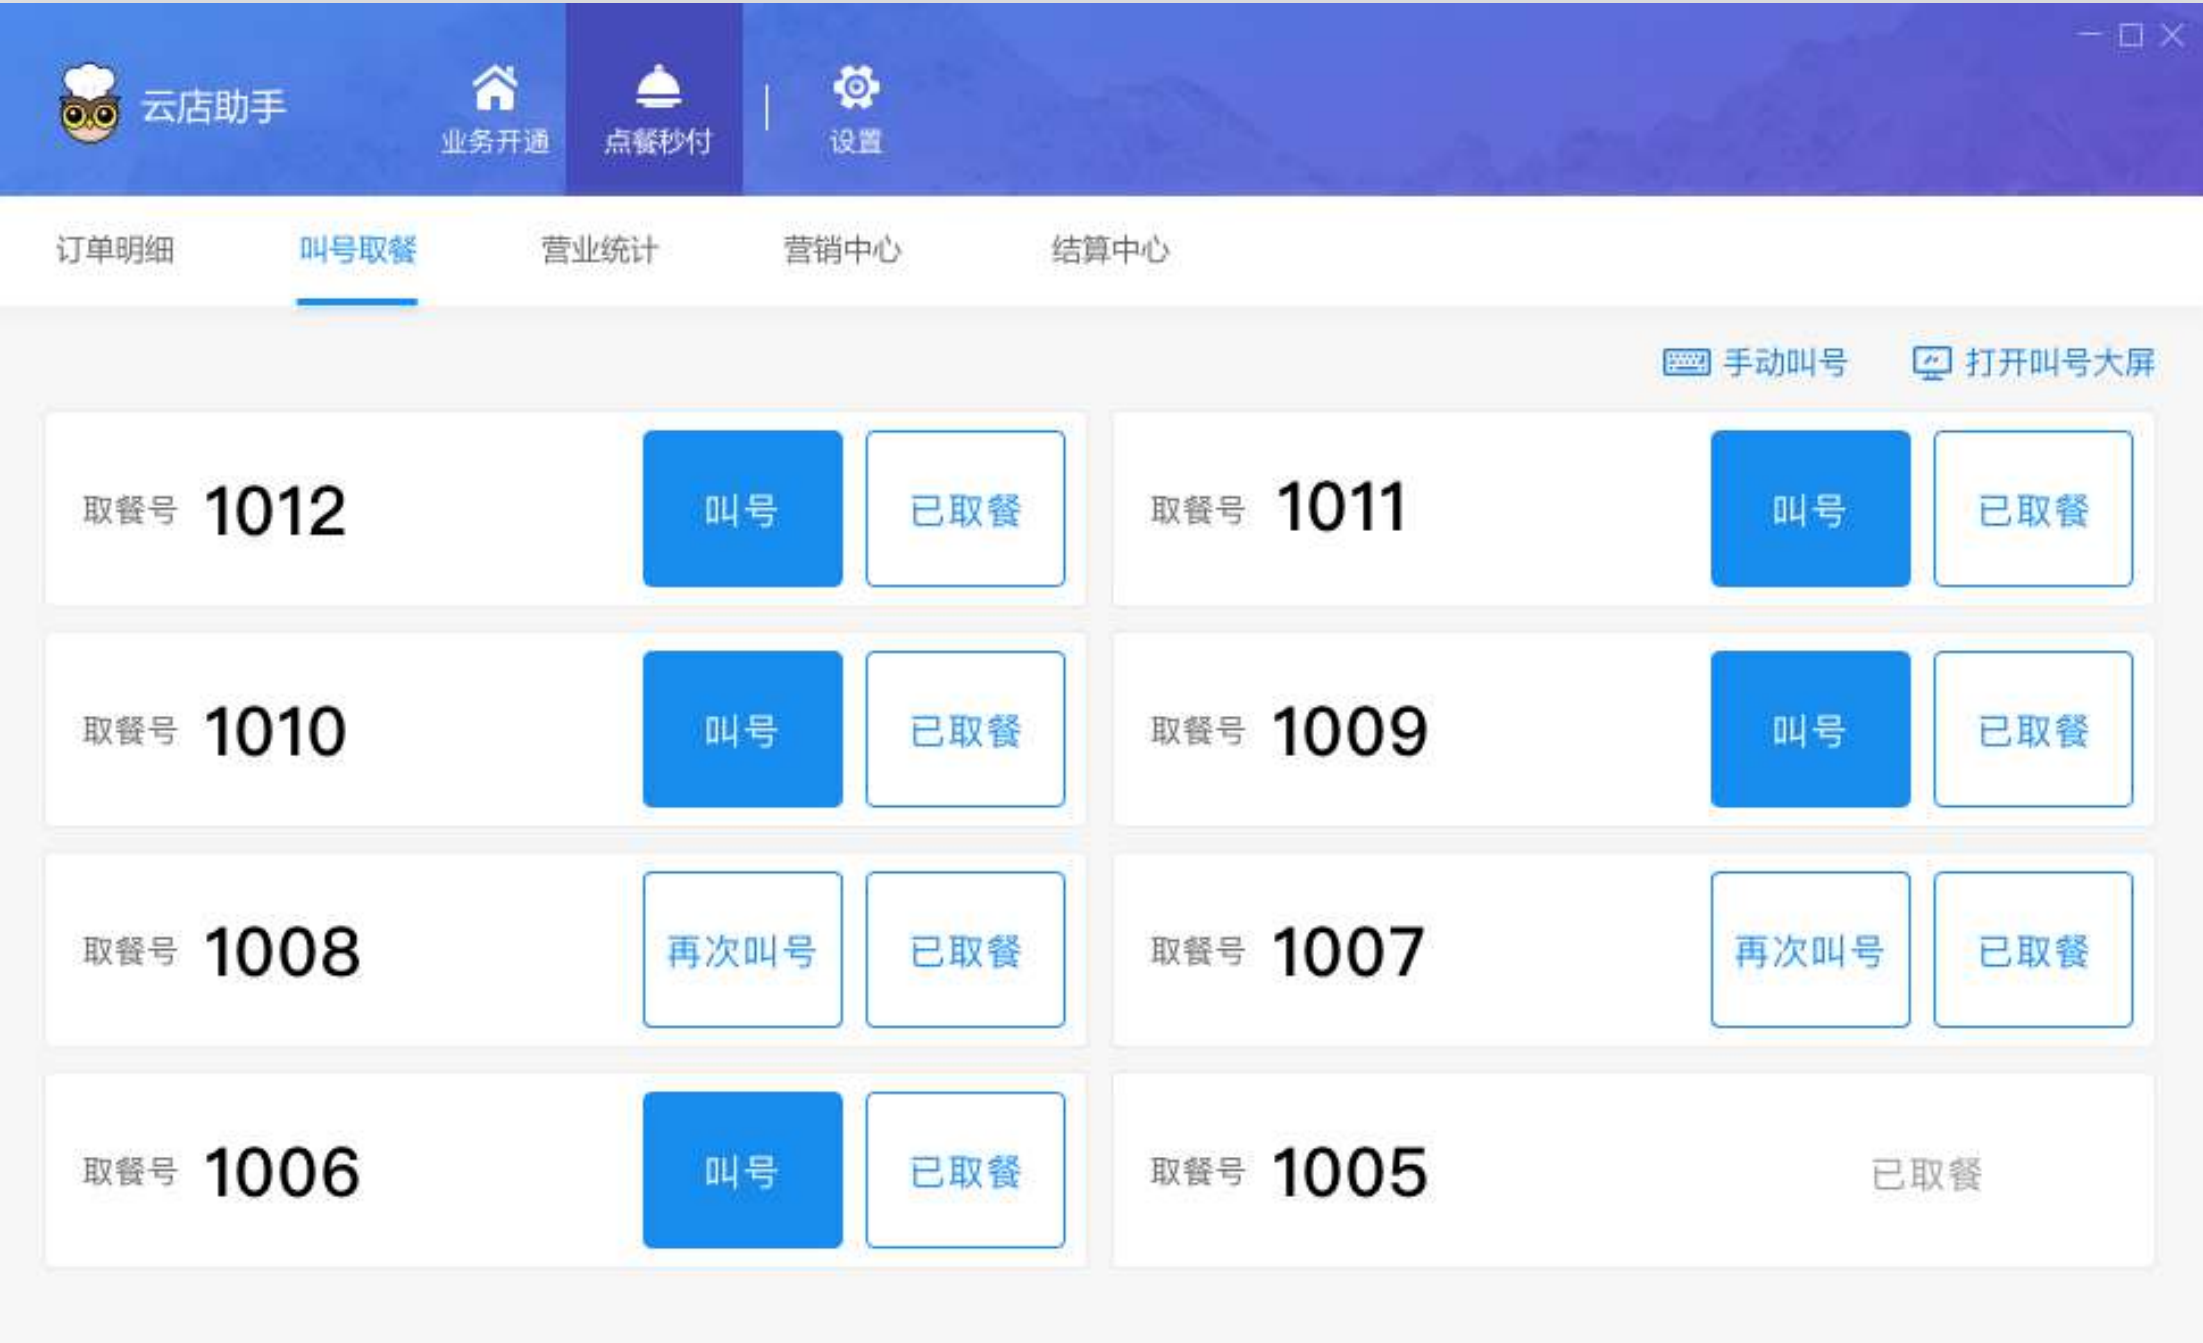 云店助手
业务开通
点餐秒付
设置
订单明细 叫号取餐 营业统计 营销中心 结算中心
手动叫号 打开叫号大屏
取餐号 1012 叫号 已取餐
取餐号 1011 叫号 已取餐
取餐号 1010 叫号 已取餐
取餐号 1009 叫号 已取餐
取餐号 1008 再次叫号 已取餐
取餐号 1007 再次叫号 已取餐
取餐号 1006 叫号 已取餐
取餐号 1005 已取餐